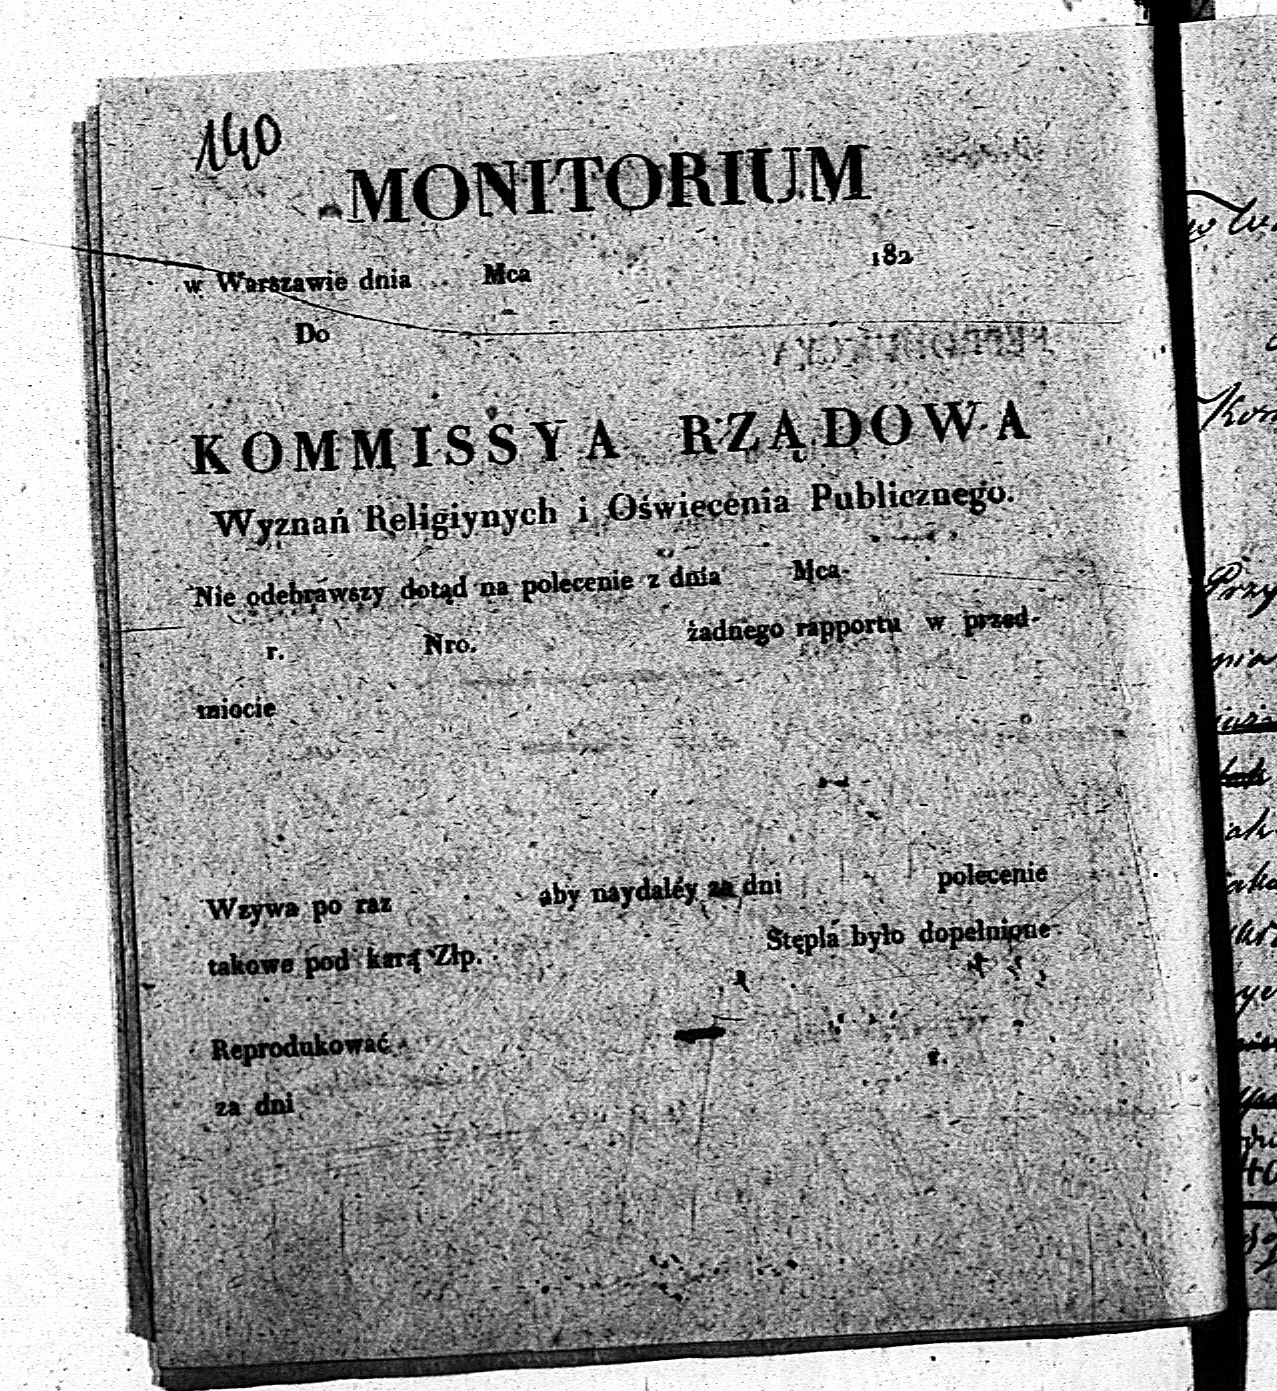 140
MONITORIUM
w Warszawie dnia Mca 182
Do
KOMMISSYA RZĄDOWA
Wyznań Religiynych i Oświecenia Publicznego.
Nie odebrawszy dotąd na polecenie z dnia Mca
r. Nro. żadnego rapportu w przed-
miocie
Wzywa po raz aby naydaléy za dni polecenie
takowe pod karą Złp. Stępla było dopełnione
Reprodukować
za dni